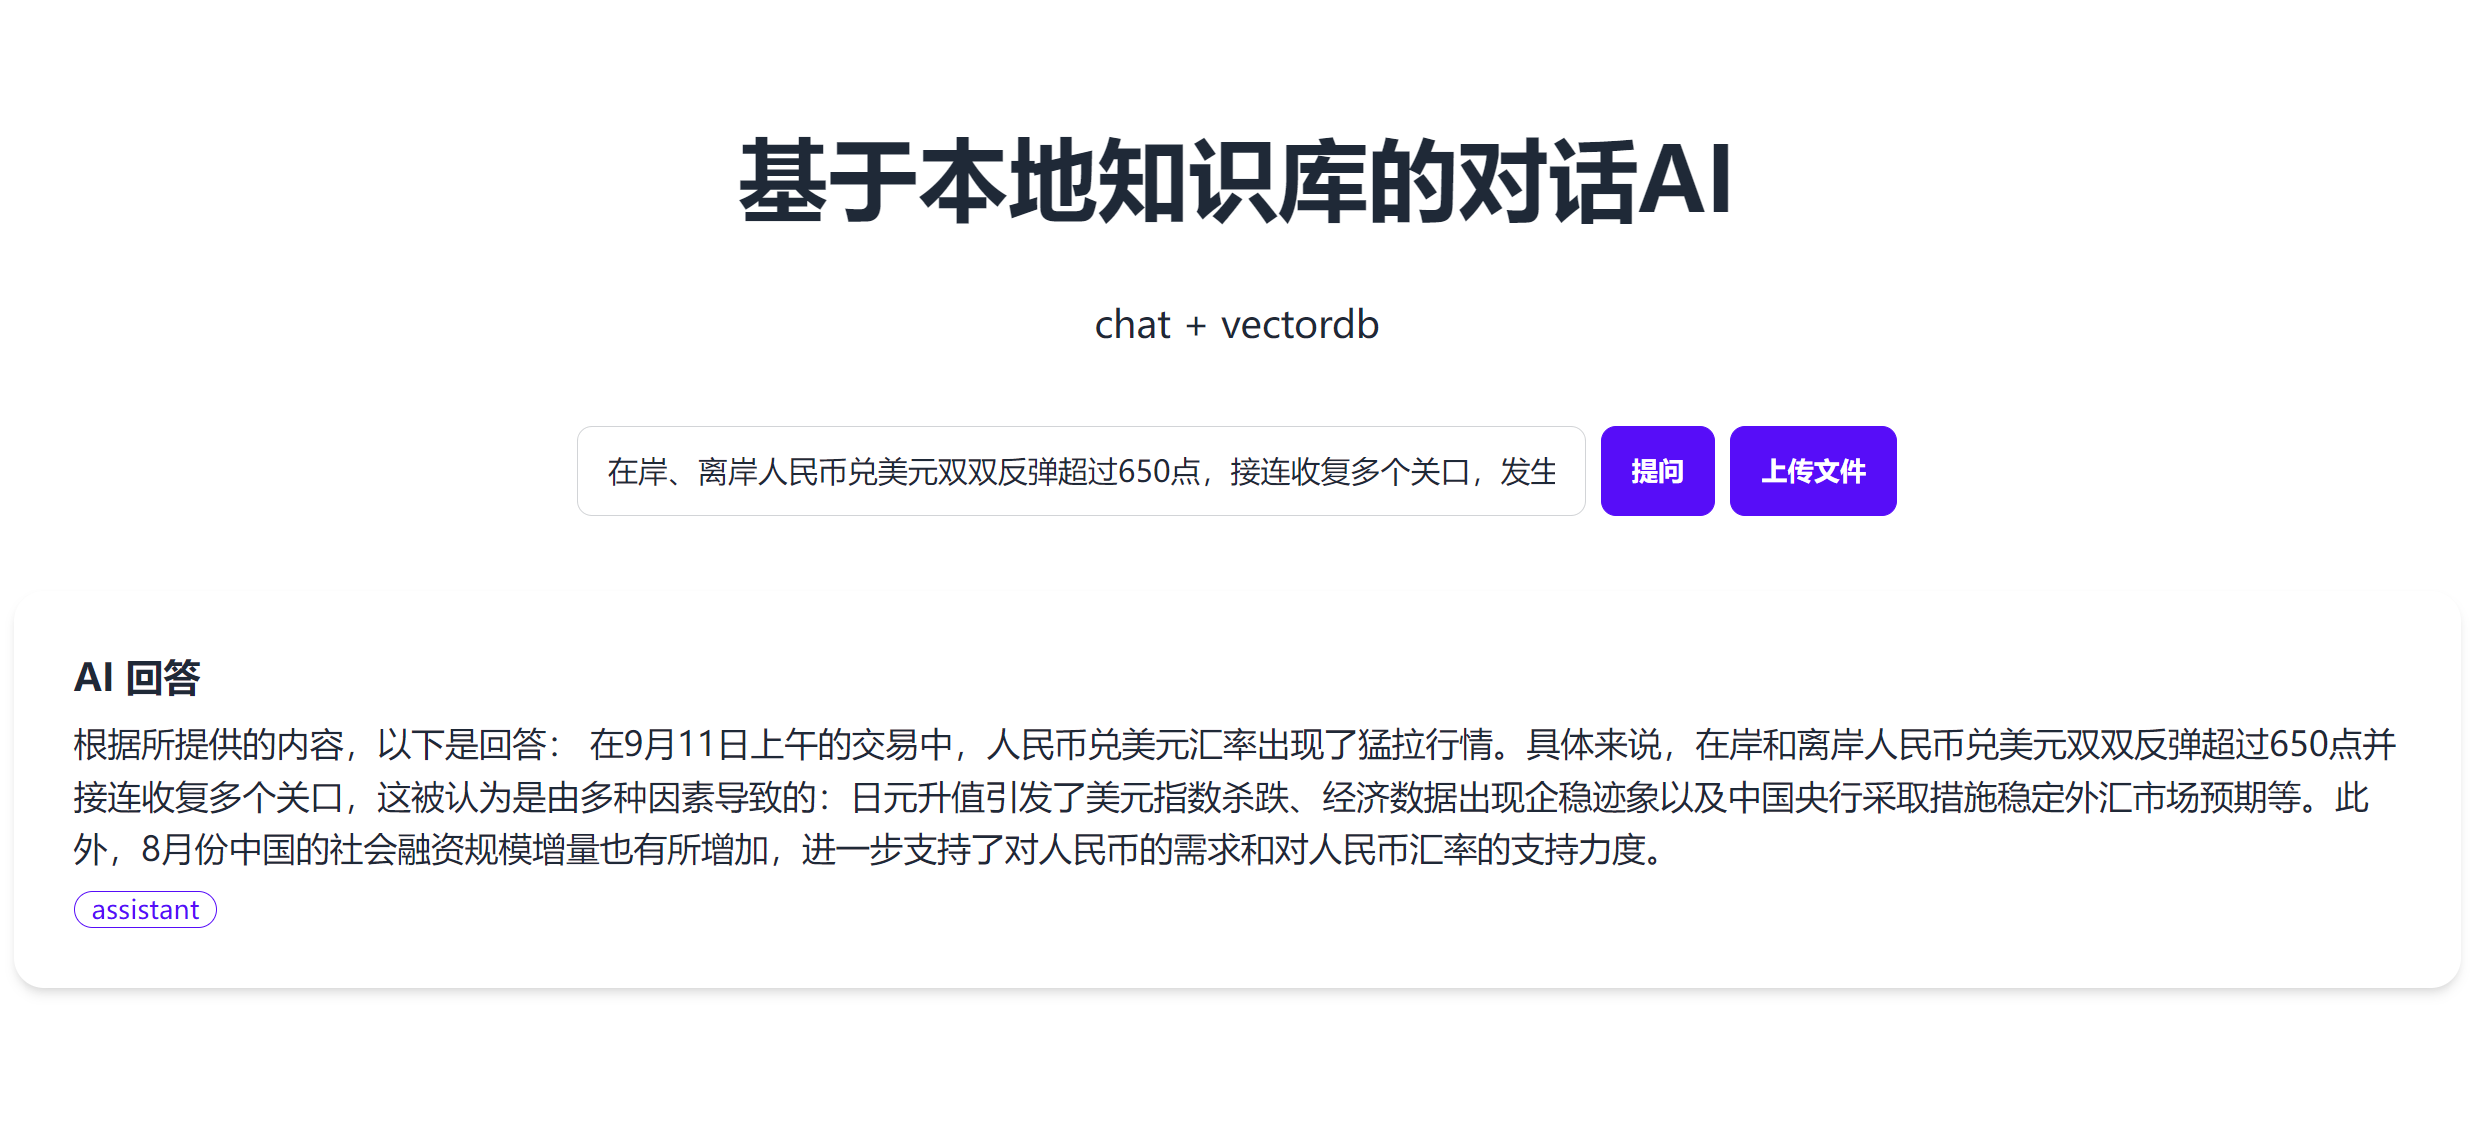 基于本地知识库的对话AI
chat + vectordb
在岸、离岸人民币兑美元双双反弹超过650点，接连收复多个关口，发生
提问
上传文件
AI 回答
根据所提供的内容，以下是回答： 在9月11日上午的交易中，人民币兑美元汇率出现了猛拉行情。具体来说，在岸和离岸人民币兑美元双双反弹超过650点并
接连收复多个关口，这被认为是由多种因素导致的：日元升值引发了美元指数杀跌、经济数据出现企稳迹象以及中国央行采取措施稳定外汇市场预期等。此
外，8月份中国的社会融资规模增量也有所增加，进一步支持了对人民币的需求和对人民币汇率的支持力度。
assistant